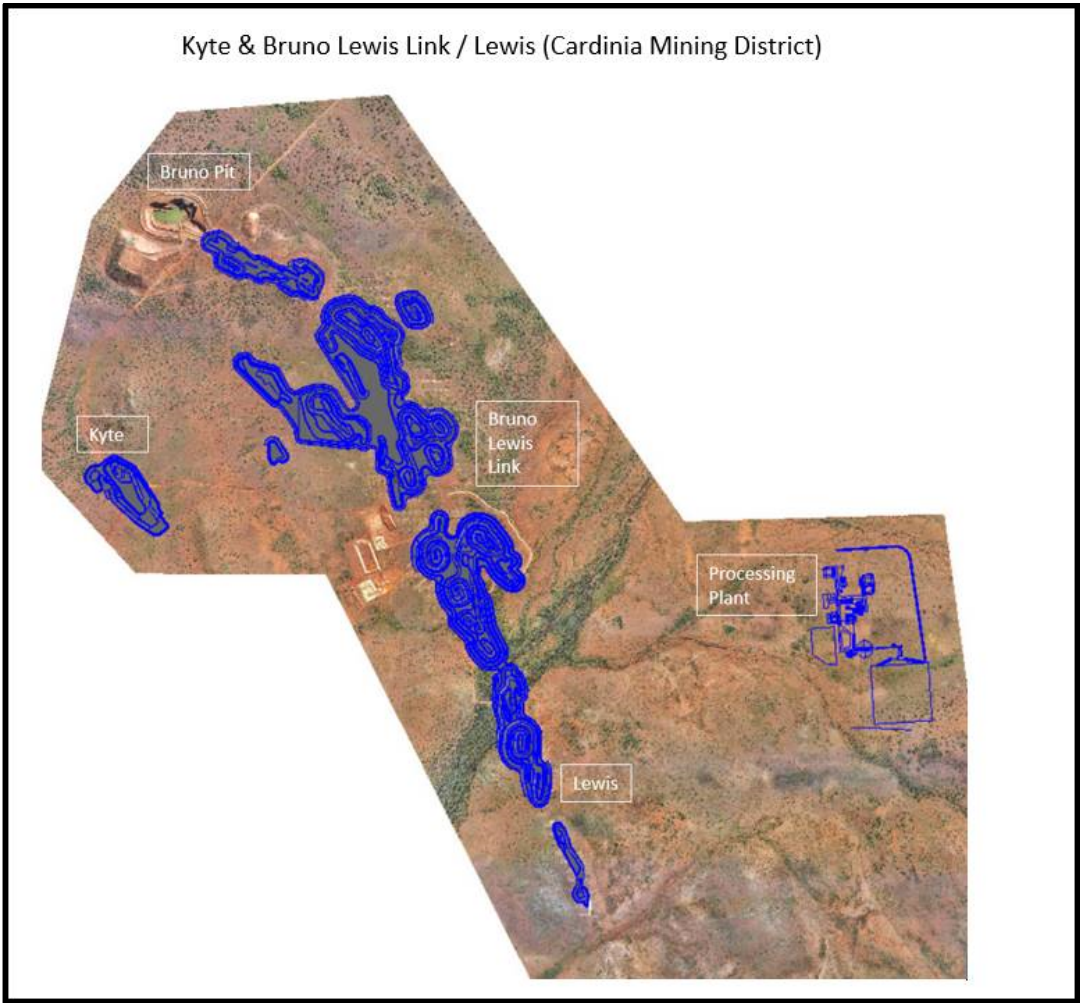 Kyte & Bruno Lewis Link / Lewis (Cardinia Mining District)
Bruno Pit
Kyte
Bruno
Lewis
Link
Processing
Plant
Lewis